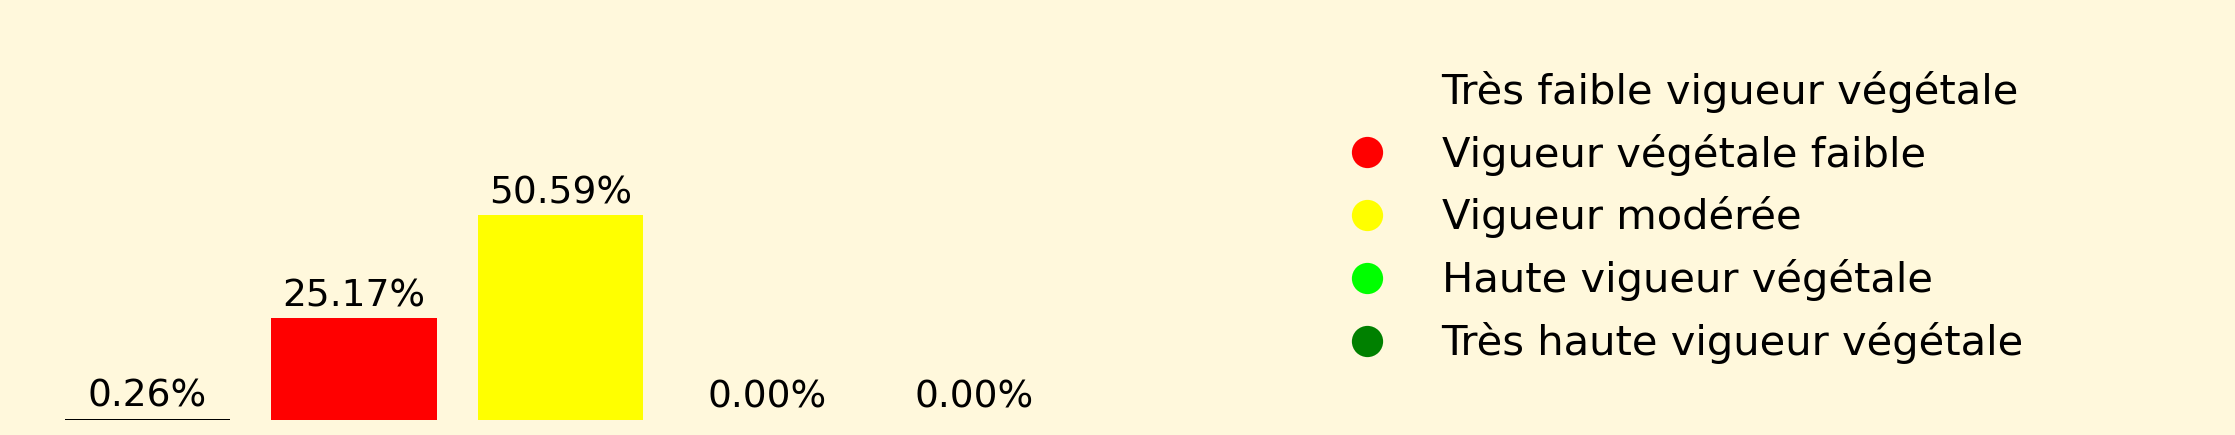 50.59%
25.17%
0.26%
0.00%
0.00%
Très faible vigueur végétale
Vigueur végétale faible
Vigueur modérée
Haute vigueur végétale
Très haute vigueur végétale